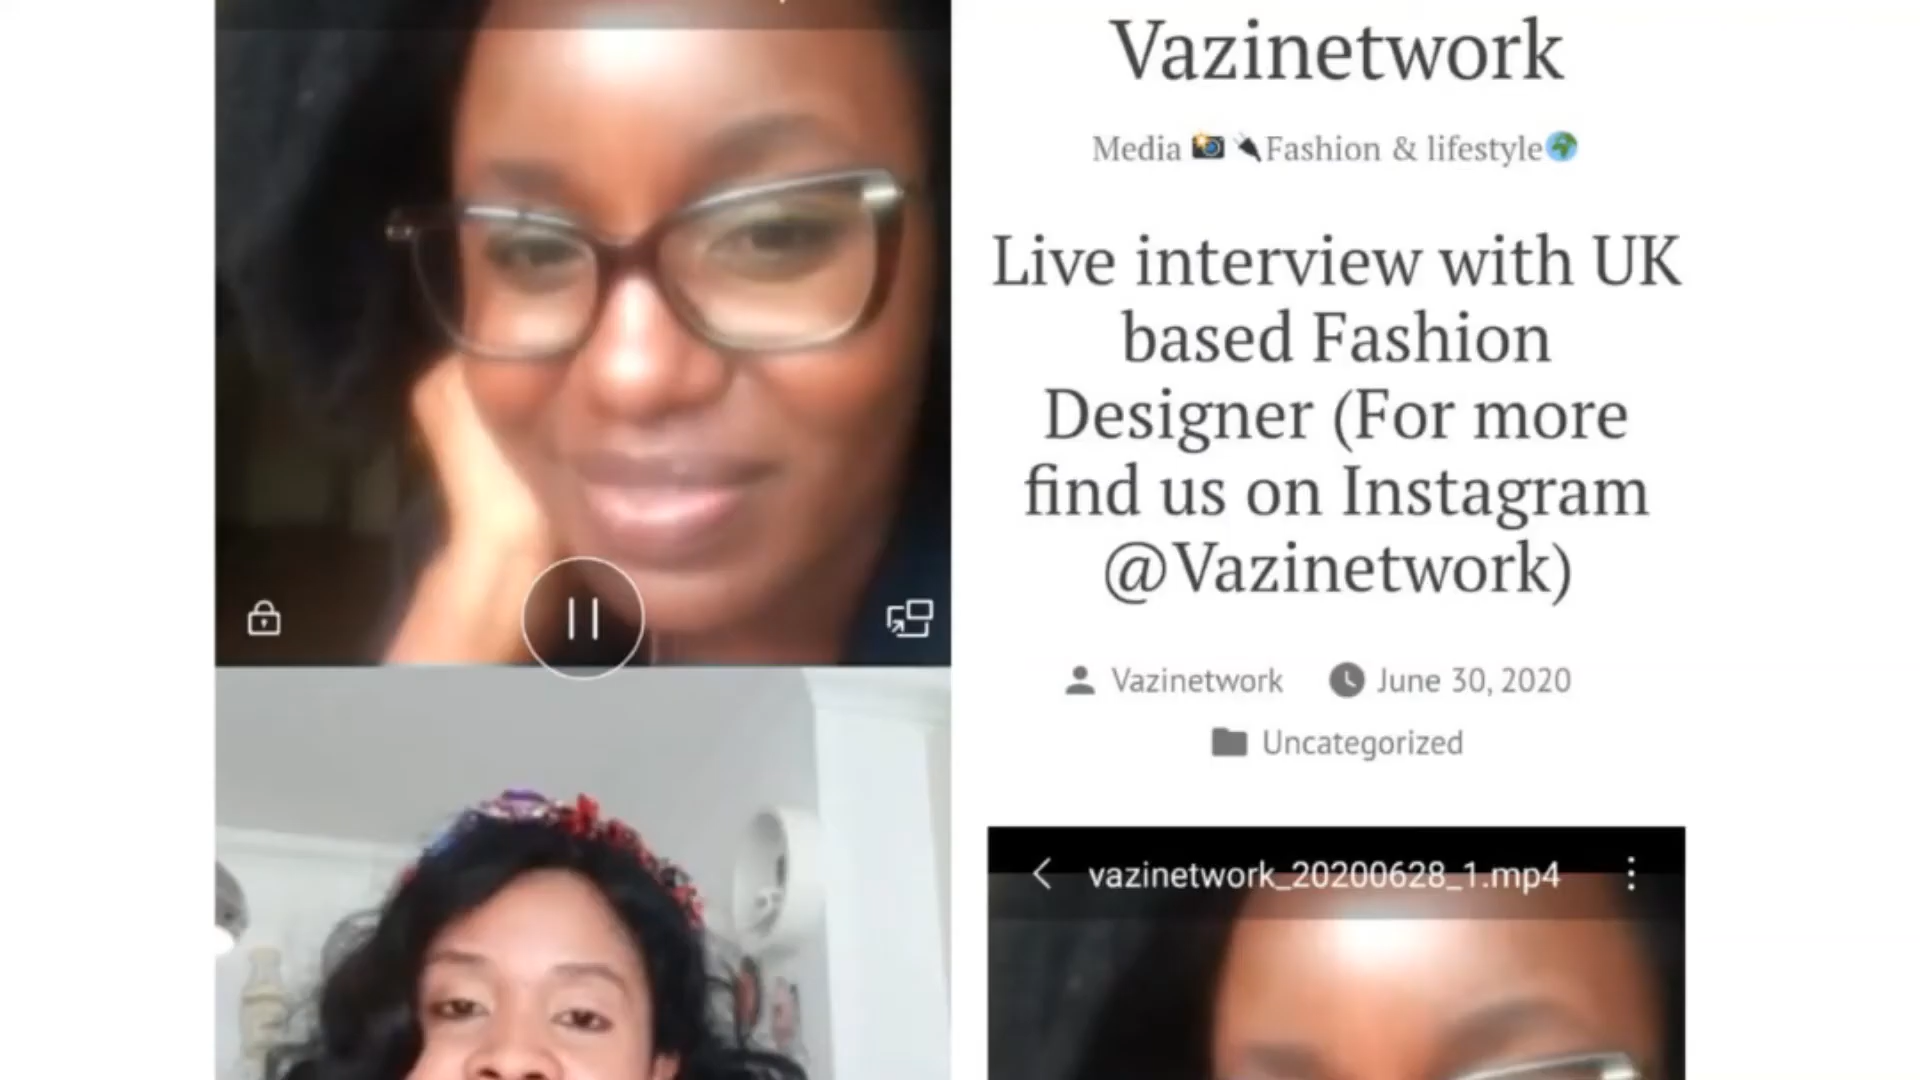 Vazinetwork
Media 📸🔌Fashion & lifestyle🌍
Live interview with UK
based Fashion
Designer (For more
find us on Instagram
@Vazinetwork)
Vazinetwork June 30, 2020
Uncategorized
vazinetwork_20200628_1.mp4